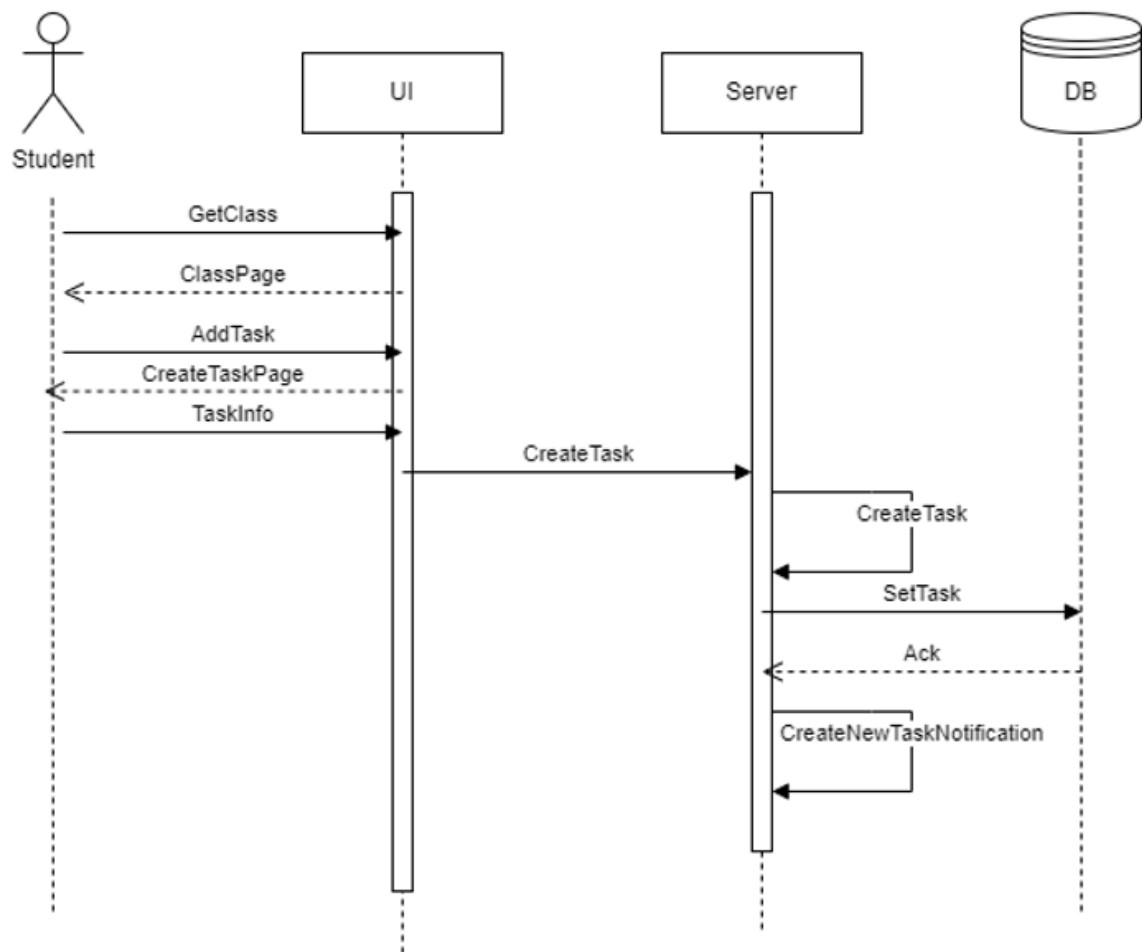 UI
Server
DB
Student
GetClass
ClassPage
AddTask
CreateTaskPage
TaskInfo
CreateTask
CreateTask
SetTask
Ack
CreateNewTaskNotification